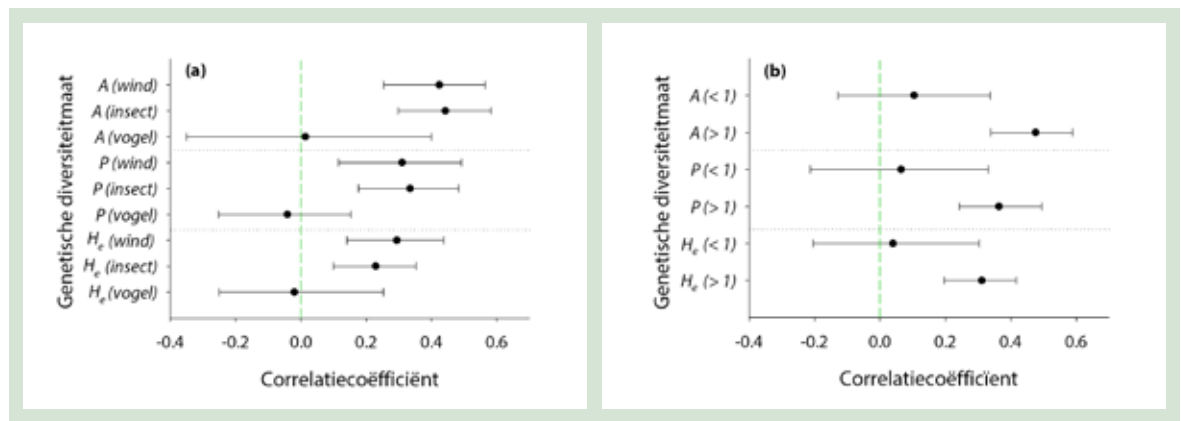 (a)
Genetische diversiteitmaat
A (wind)
A (insect)
A (vogel)
P (wind)
P (insect)
P (vogel)
He (wind)
He (insect)
He (vogel)
-0.4 -0.2 0.0 0.2 0.4 0.6
Correlatiecoëfficiënt
(b)
Genetische diversiteitmaat
A (< 1)
A (> 1)
P (< 1)
P (> 1)
He (< 1)
He (> 1)
-0.4 -0.2 0.0 0.2 0.4 0.6
Correlatiecoëfficïent